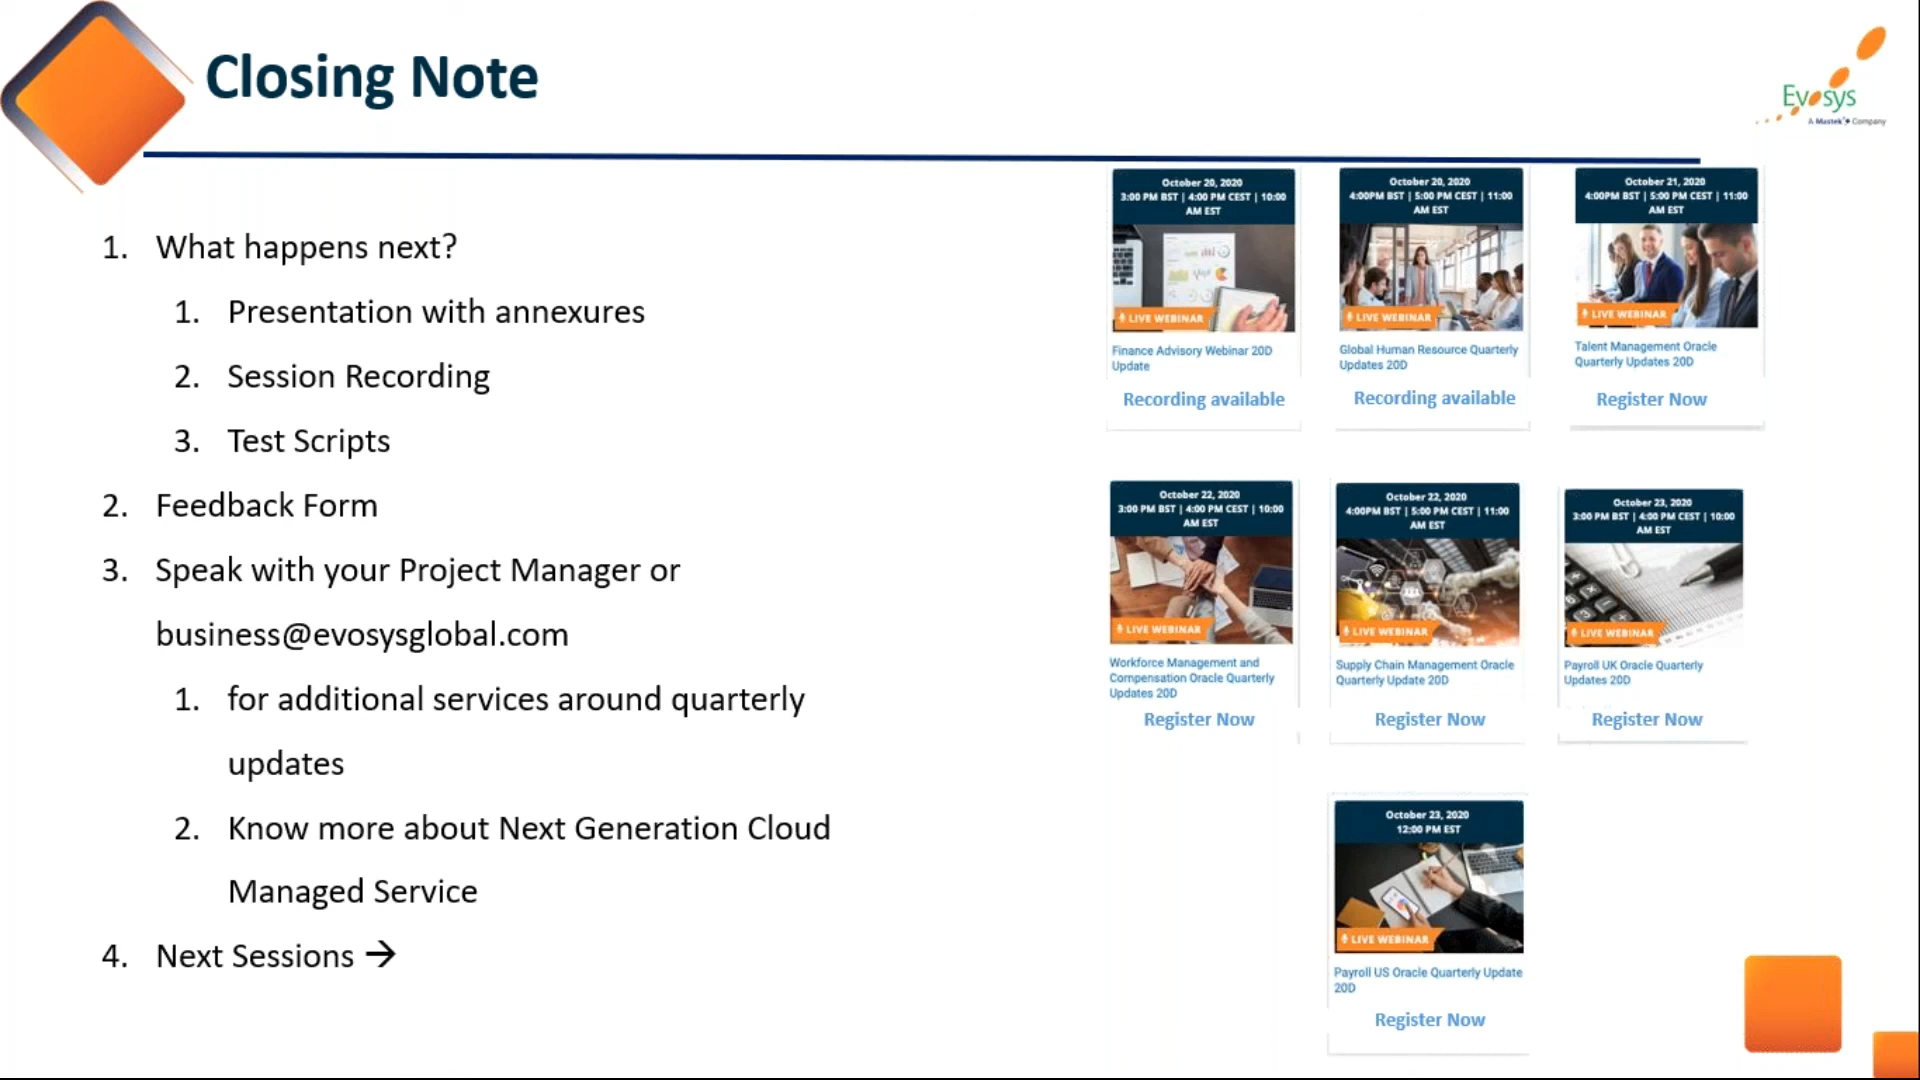 Closing Note
Evosys
A Mastek Company
1. What happens next?
1. Presentation with annexures
2. Session Recording
3. Test Scripts
2. Feedback Form
3. Speak with your Project Manager or
business@evosysglobal.com
1. for additional services around quarterly
updates
2. Know more about Next Generation Cloud
Managed Service
4. Next Sessions →
October 20, 2020
3:00 PM BST | 4:00 PM CEST | 10:00
AM EST
LIVE WEBINAR
Finance Advisory Webinar 20D
Update
Recording available
October 20, 2020
4:00PM BST | 5:00 PM CEST | 11:00
AM EST
LIVE WEBINAR
Global Human Resource Quarterly
Updates 20D
Recording available
October 21, 2020
4:00PM BST | 5:00 PM CEST | 11:00
AM EST
LIVE WEBINAR
Talent Management Oracle
Quarterly Updates 20D
Register Now
October 22, 2020
3:00 PM BST | 4:00 PM CEST | 10:00
AM EST
LIVE WEBINAR
Workforce Management and
Compensation Oracle Quarterly
Updates 20D
Register Now
October 22, 2020
4:00PM BST | 5:00 PM CEST | 11:00
AM EST
LIVE WEBINAR
Supply Chain Management Oracle
Quarterly Update 20D
Register Now
October 23, 2020
3:00 PM BST | 4:00 PM CEST | 10:00
AM EST
LIVE WEBINAR
Payroll UK Oracle Quarterly
Updates 20D
Register Now
October 23, 2020
12:00 PM EST
LIVE WEBINAR
Payroll US Oracle Quarterly Update
20D
Register Now